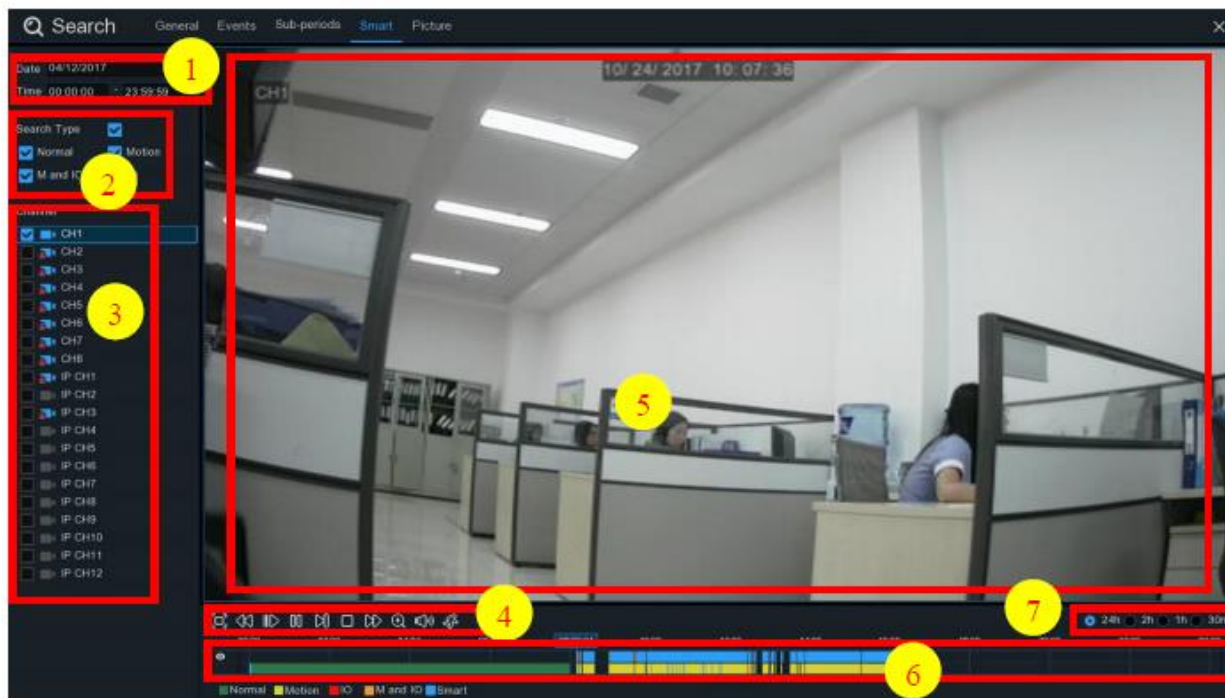 Search General Events Sub-periods Smart Picture
Date 04/12/2017
Time 00:00:00 - 23:59:59
1
Search Type
Normal Motion
M and IO
2
Channel
CH1
CH2
CH3
CH4
CH5
CH6
CH7
CH8
IP CH1
IP CH2
IP CH3
IP CH4
IP CH5
IP CH6
IP CH7
IP CH8
IP CH9
IP CH10
IP CH11
IP CH12
3
10/24/2017 10:07:36
CH1
5
4
7
24h 2h 1h
6
Normal Motion IO M and IO Smart